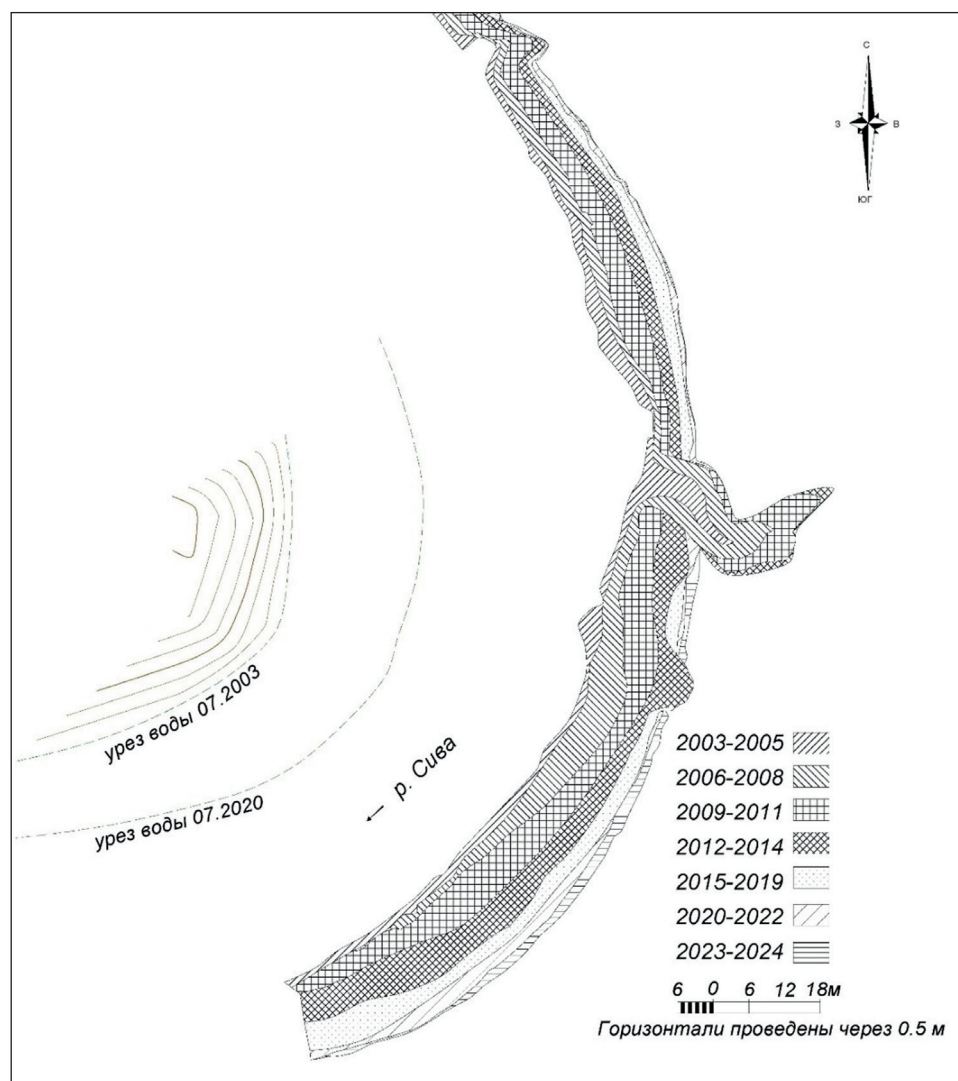 С
З В
ЮГ
урез воды 07.2003
р. Сива
урез воды 07.2020
2003-2005
2006-2008
2009-2011
2012-2014
2015-2019
2020-2022
2023-2024
6 0 6 12 18м
Горизонтали проведены через 0.5 м